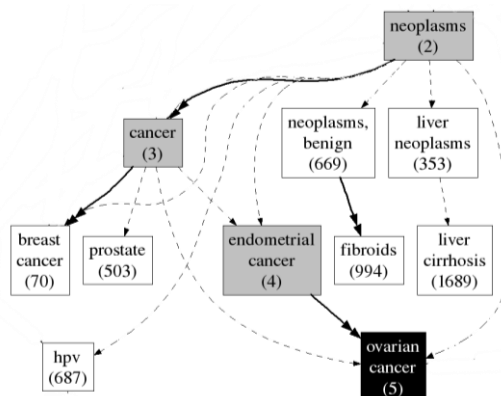 neoplasms
(2)
cancer
(3)
neoplasms,
benign
(669)
liver
neoplasms
(353)
breast
cancer
(70)
prostate
(503)
endometrial
cancer
(4)
fibroids
(994)
liver
cirrhosis
(1689)
hpv
(687)
ovarian
cancer
(5)